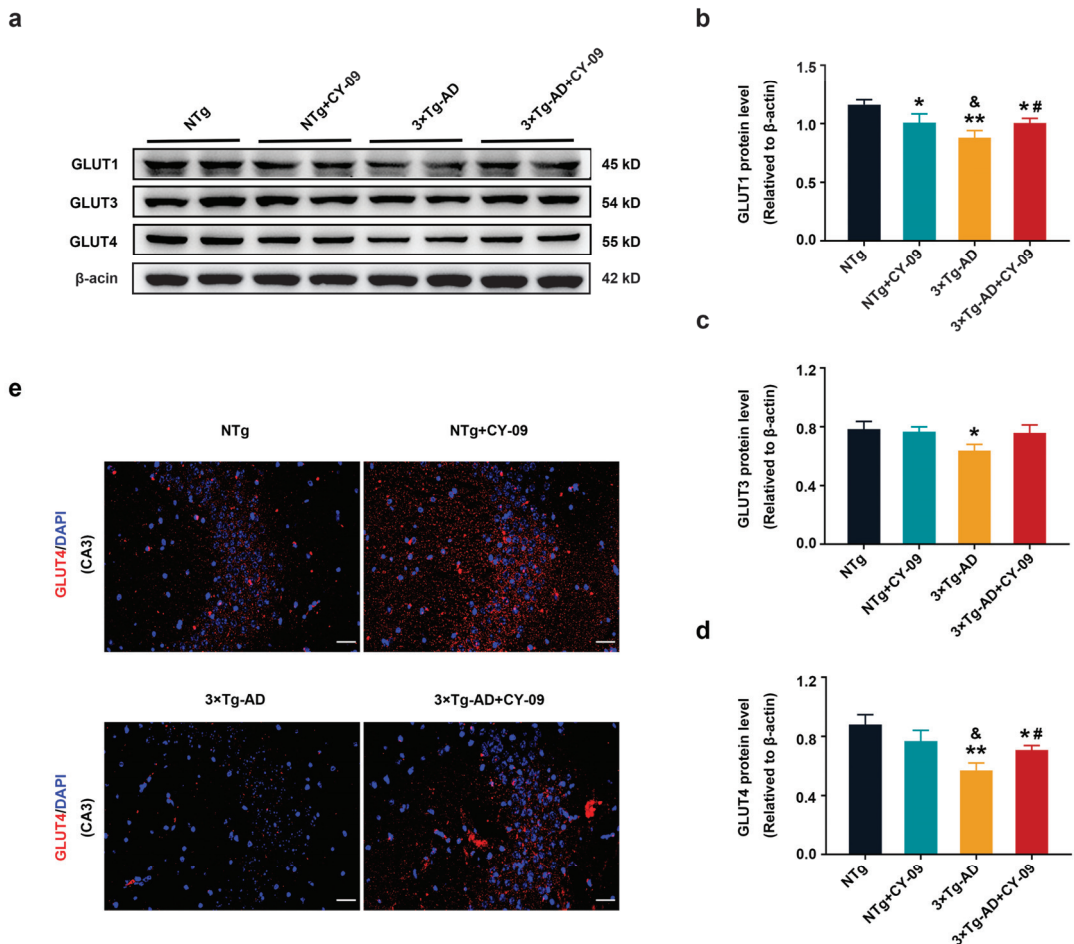 a
NTg
NTg+CY-09
3×Tg-AD
3×Tg-AD+CY-09
GLUT1
45 kD
GLUT3
54 kD
GLUT4
55 kD
β-acin
42 kD
b
GLUT1 protein level
(Relatived to β-actin)
1.5
1.0
1.5
0.0
*
&
**
*#
NTg
NTg+CY-09
3×Tg-AD
3×Tg-AD+CY-09
c
GLUT3 protein level
(Relatived to β-actin)
1.2
0.8
0.4
0.0
*
NTg
NTg+CY-09
3×Tg-AD
3×Tg-AD+CY-09
d
GLUT4 protein level
(Relatived to β-actin)
1.2
0.8
0.4
0.0
&
**
*#
NTg
NTg+CY-09
3×Tg-AD
3×Tg-AD+CY-09
e
NTg
NTg+CY-09
GLUT4/DAPI
(CA3)
3×Tg-AD
3×Tg-AD+CY-09
GLUT4/DAPI
(CA3)